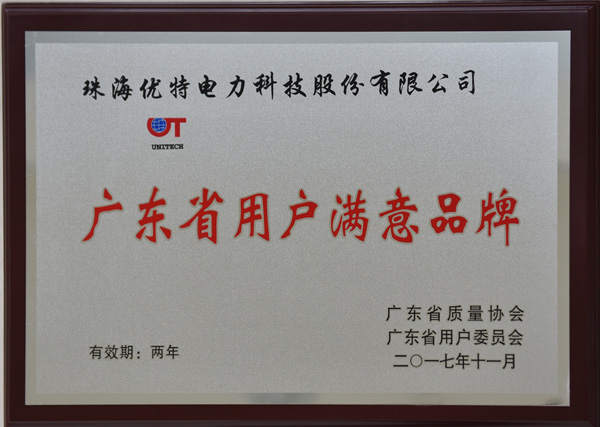 珠海优特电力科技股份有限公司
UT
UNITECH
广东省用户满意品牌
广东省质量协会
广东省用户委员会
有效期：两年
二〇一七年十一月